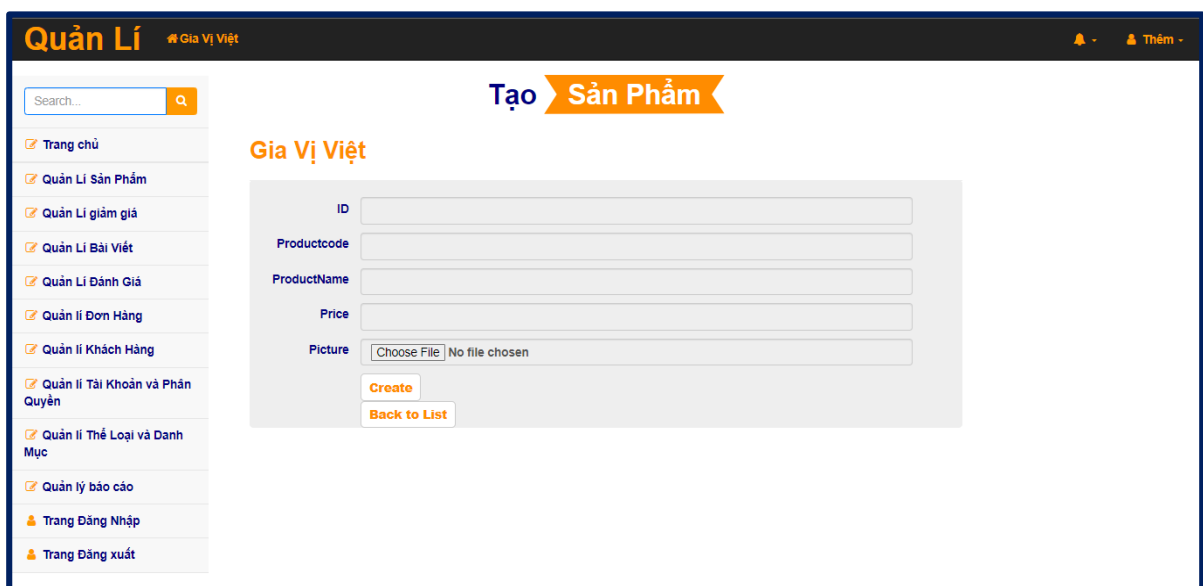 Quản Lí
Gia Vị Việt
Thêm
Search...
Trang chủ
Quản Lí Sản Phẩm
Quản Lí giảm giá
Quản Lí Bài Viết
Quản Lí Đánh Giá
Quản lí Đơn Hàng
Quản lí Khách Hàng
Quản lí Tài Khoản và Phân
Quyền
Quản lí Thể Loại và Danh
Mục
Quản lý báo cáo
Trang Đăng Nhập
Trang Đăng xuất
Tạo Sản Phẩm
Gia Vị Việt
ID
Productcode
ProductName
Price
Picture Choose File No file chosen
Create
Back to List